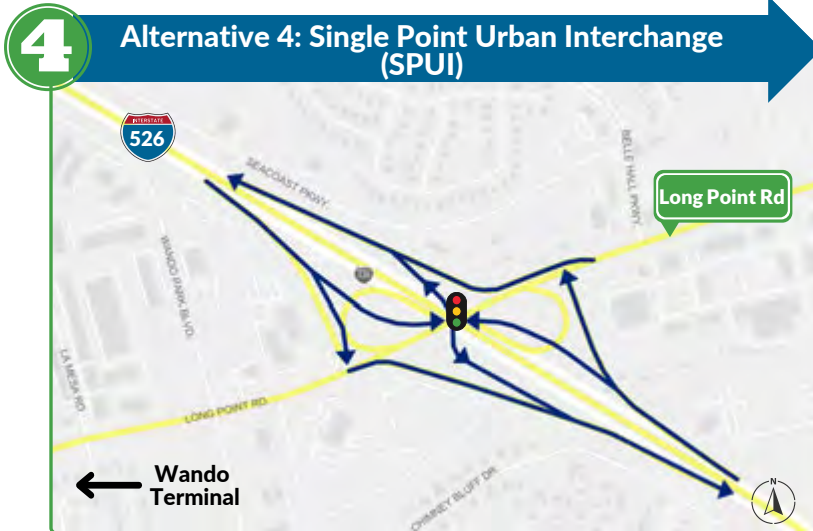 4
Alternative 4: Single Point Urban Interchange
(SPUI)
INTERSTATE
526
SEACOAST PKWY.
BELLE HALL PKWY.
Long Point Rd
WANDO PARK BLVD.
LA MESA RD
LONG POINT RD.
Wando
Terminal
CHIMNEY BLUFF DR
N